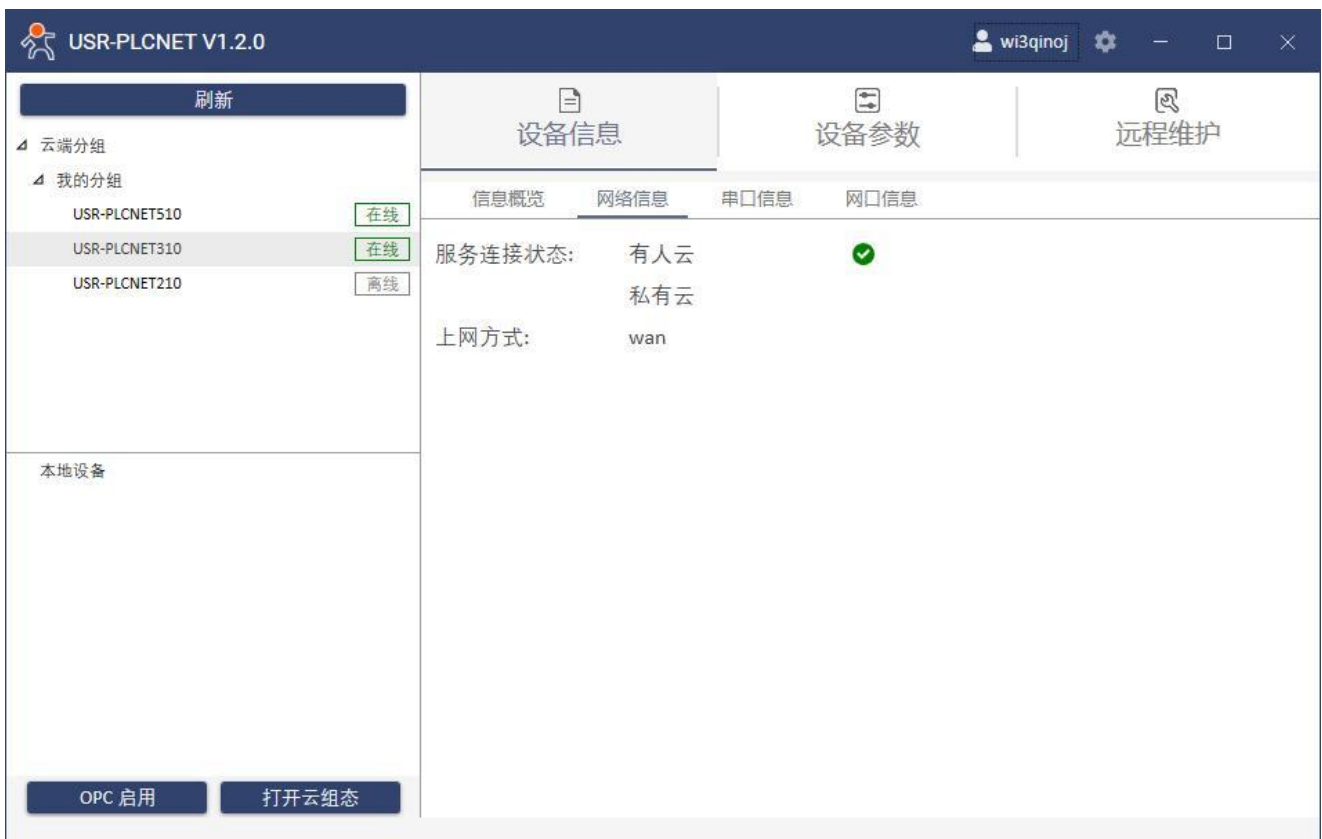 USR-PLCNET V1.2.0
wi3qinoj
刷新
云端分组
我的分组
USR-PLCNET510 在线
USR-PLCNET310 在线
USR-PLCNET210 离线
本地设备
OPC 启用 打开云组态
设备信息 设备参数 远程维护
信息概览 网络信息 串口信息 网口信息
服务连接状态: 有人云
私有云
上网方式: wan